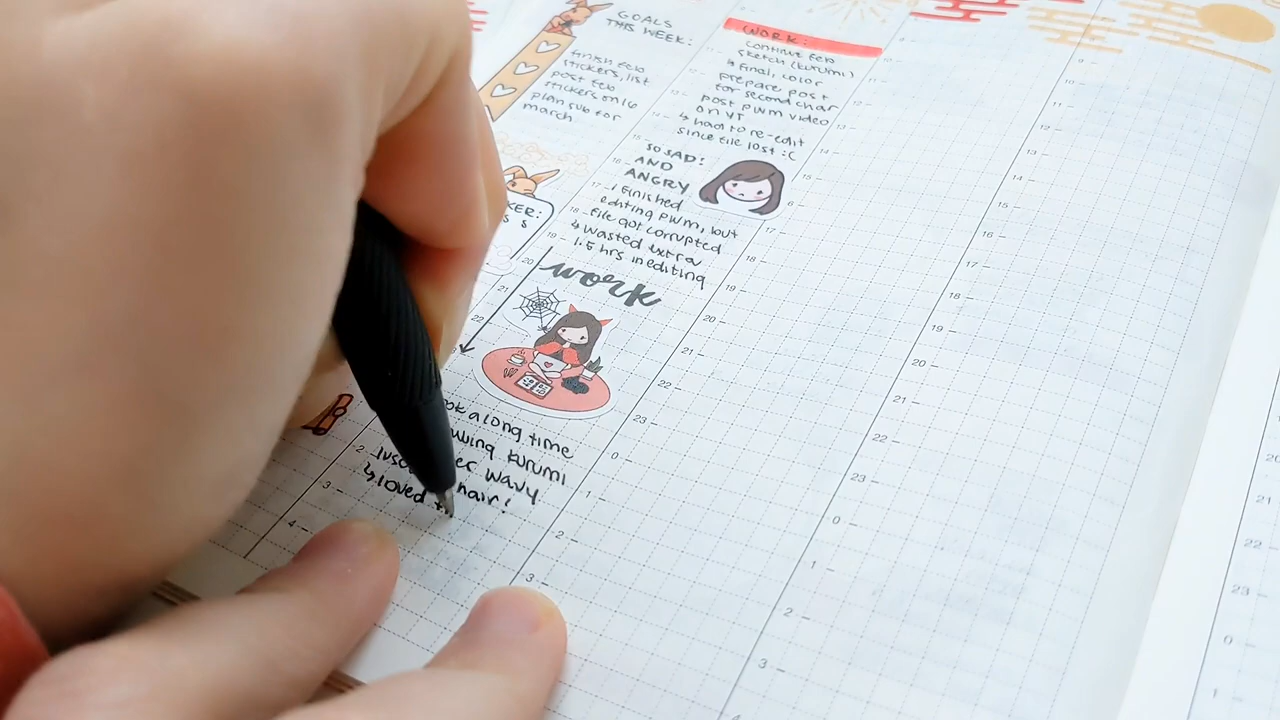 GOALS
THIS WEEK:
finish feb
stickers, list
post feb
stickers on 16
plan sub for
march
KER:
WORK:
continue feb
sketch (kurumi)
↳ final, color
prepare post
for second char
post pwm video
on YT
↳ had to re-edit
since file lost :C
SO SAD!
AND
ANGRY
finished
editing pwm, but
file got corrupted
↳ wasted extra
1.5 hrs in editing
work
a long time
kurumi
wavy
↳ loved
hair!